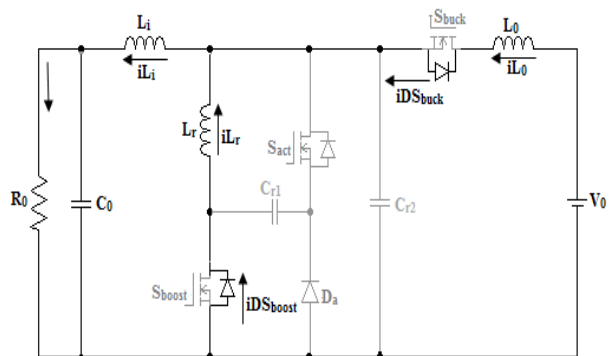 Li
iLi
Sbuck
L0
iL0
iDSbuck
Lr
iLr
Sact
Cr1
Cr2
R0
C0
V0
Sboost
iDSboost
Da